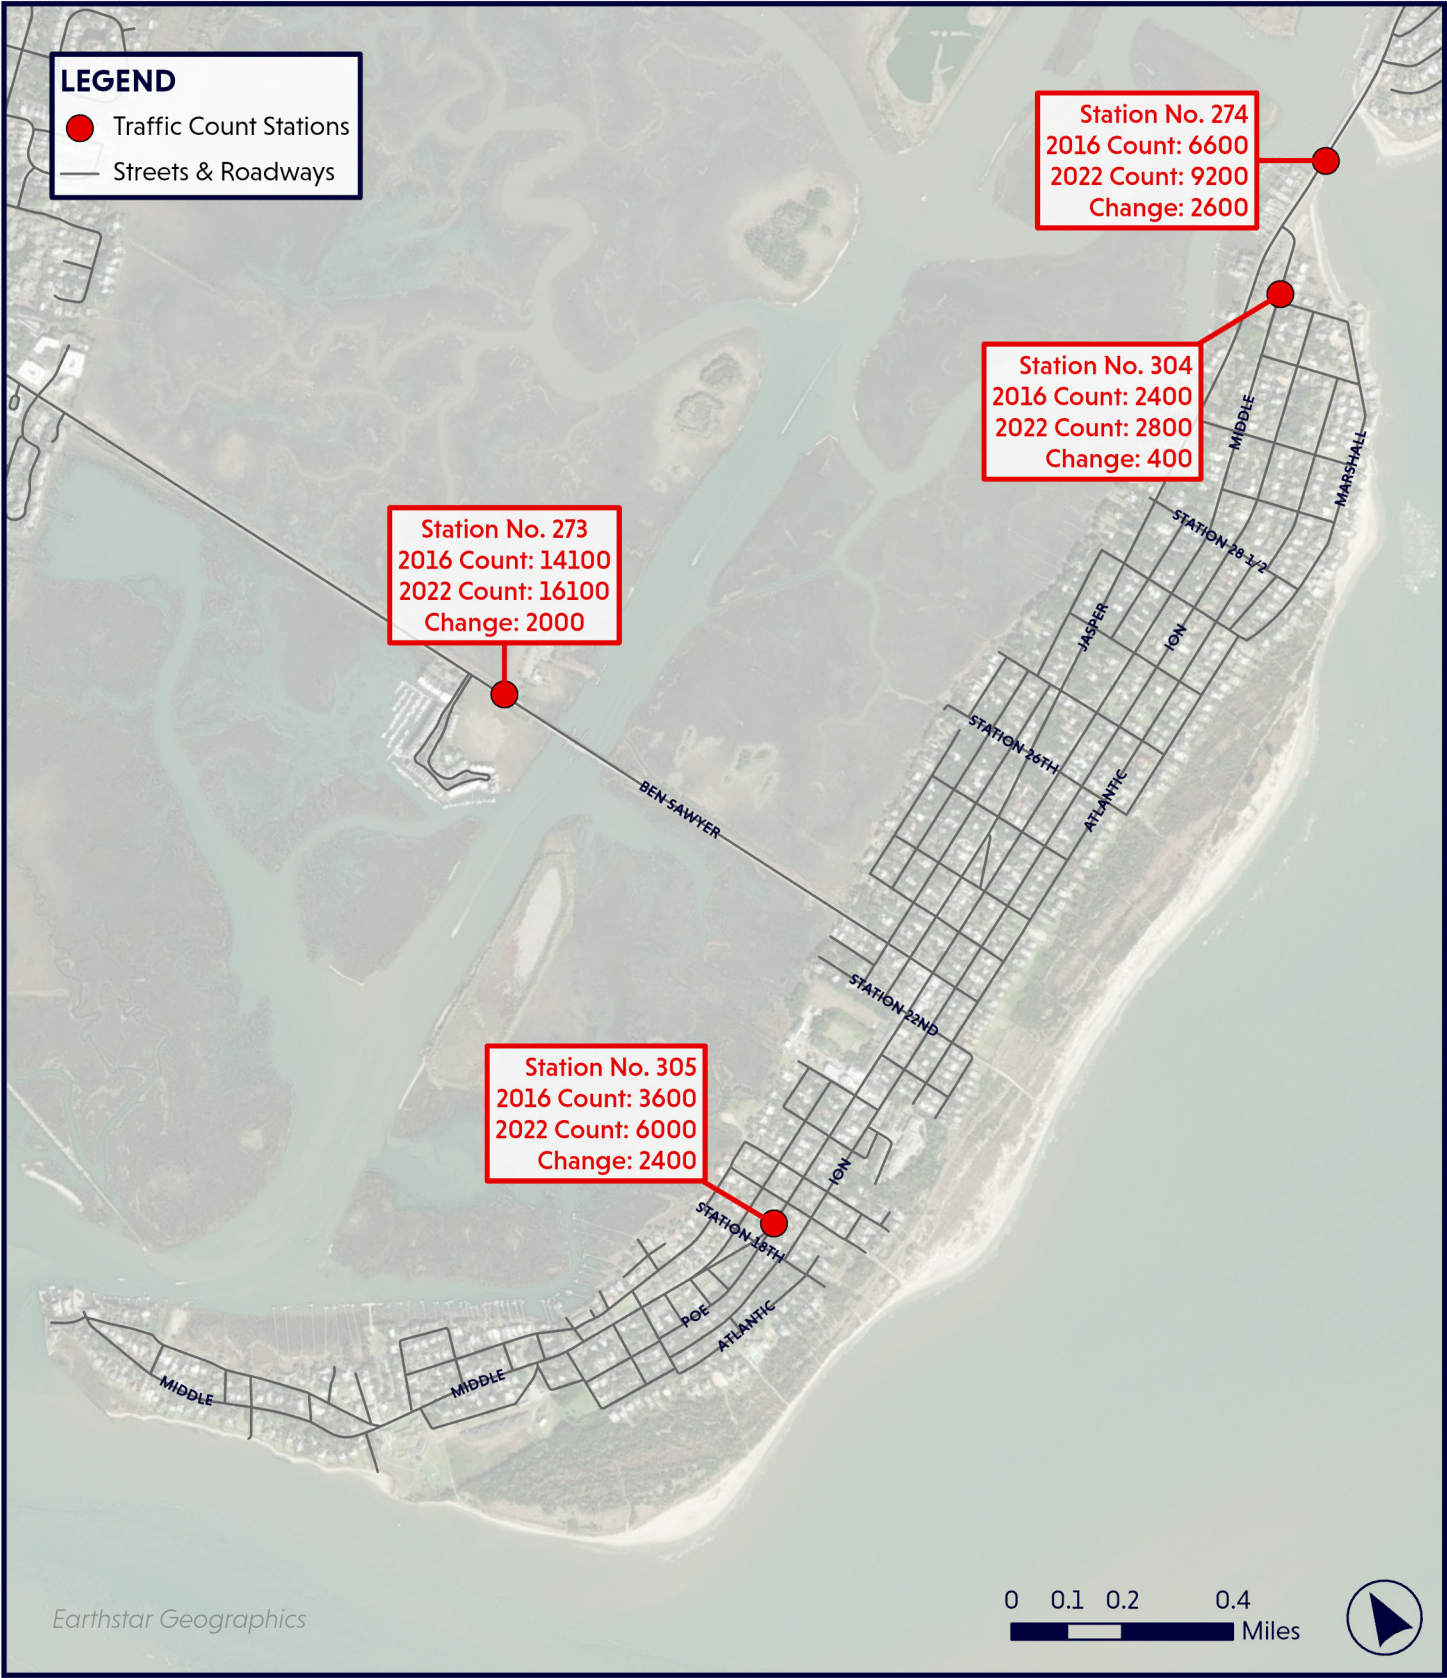 LEGEND
Traffic Count Stations
Streets & Roadways
Station No. 274
2016 Count: 6600
2022 Count: 9200
Change: 2600
Station No. 304
2016 Count: 2400
2022 Count: 2800
Change: 400
MIDDLE
MARSHALL
STATION 28 1/2
Station No. 273
2016 Count: 14100
2022 Count: 16100
Change: 2000
JASPER
ION
STATION 26TH
ATLANTIC
BEN SAWYER
STATION 22ND
Station No. 305
2016 Count: 3600
2022 Count: 6000
Change: 2400
ION
STATION 18TH
POE
ATLANTIC
MIDDLE
MIDDLE
Earthstar Geographics
0 0.1 0.2 0.4
Miles